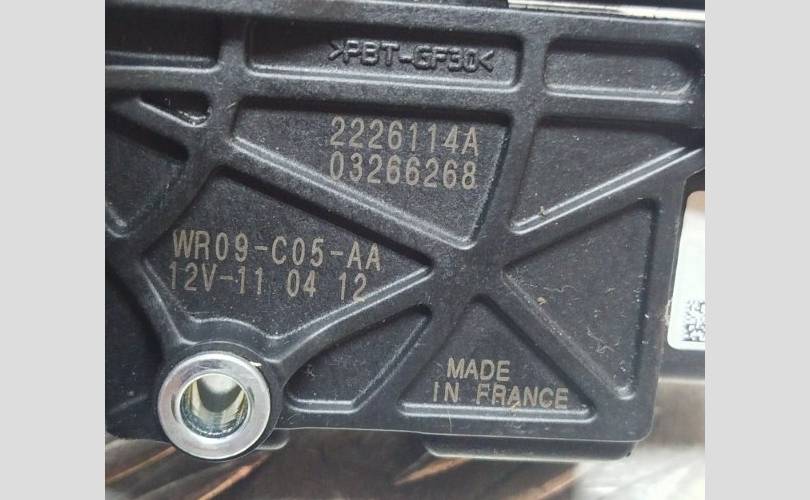 >PBT-GF30<
2226114A
03266268
WR09-C05-AA
12V-11 04 12
MADE
IN FRANCE